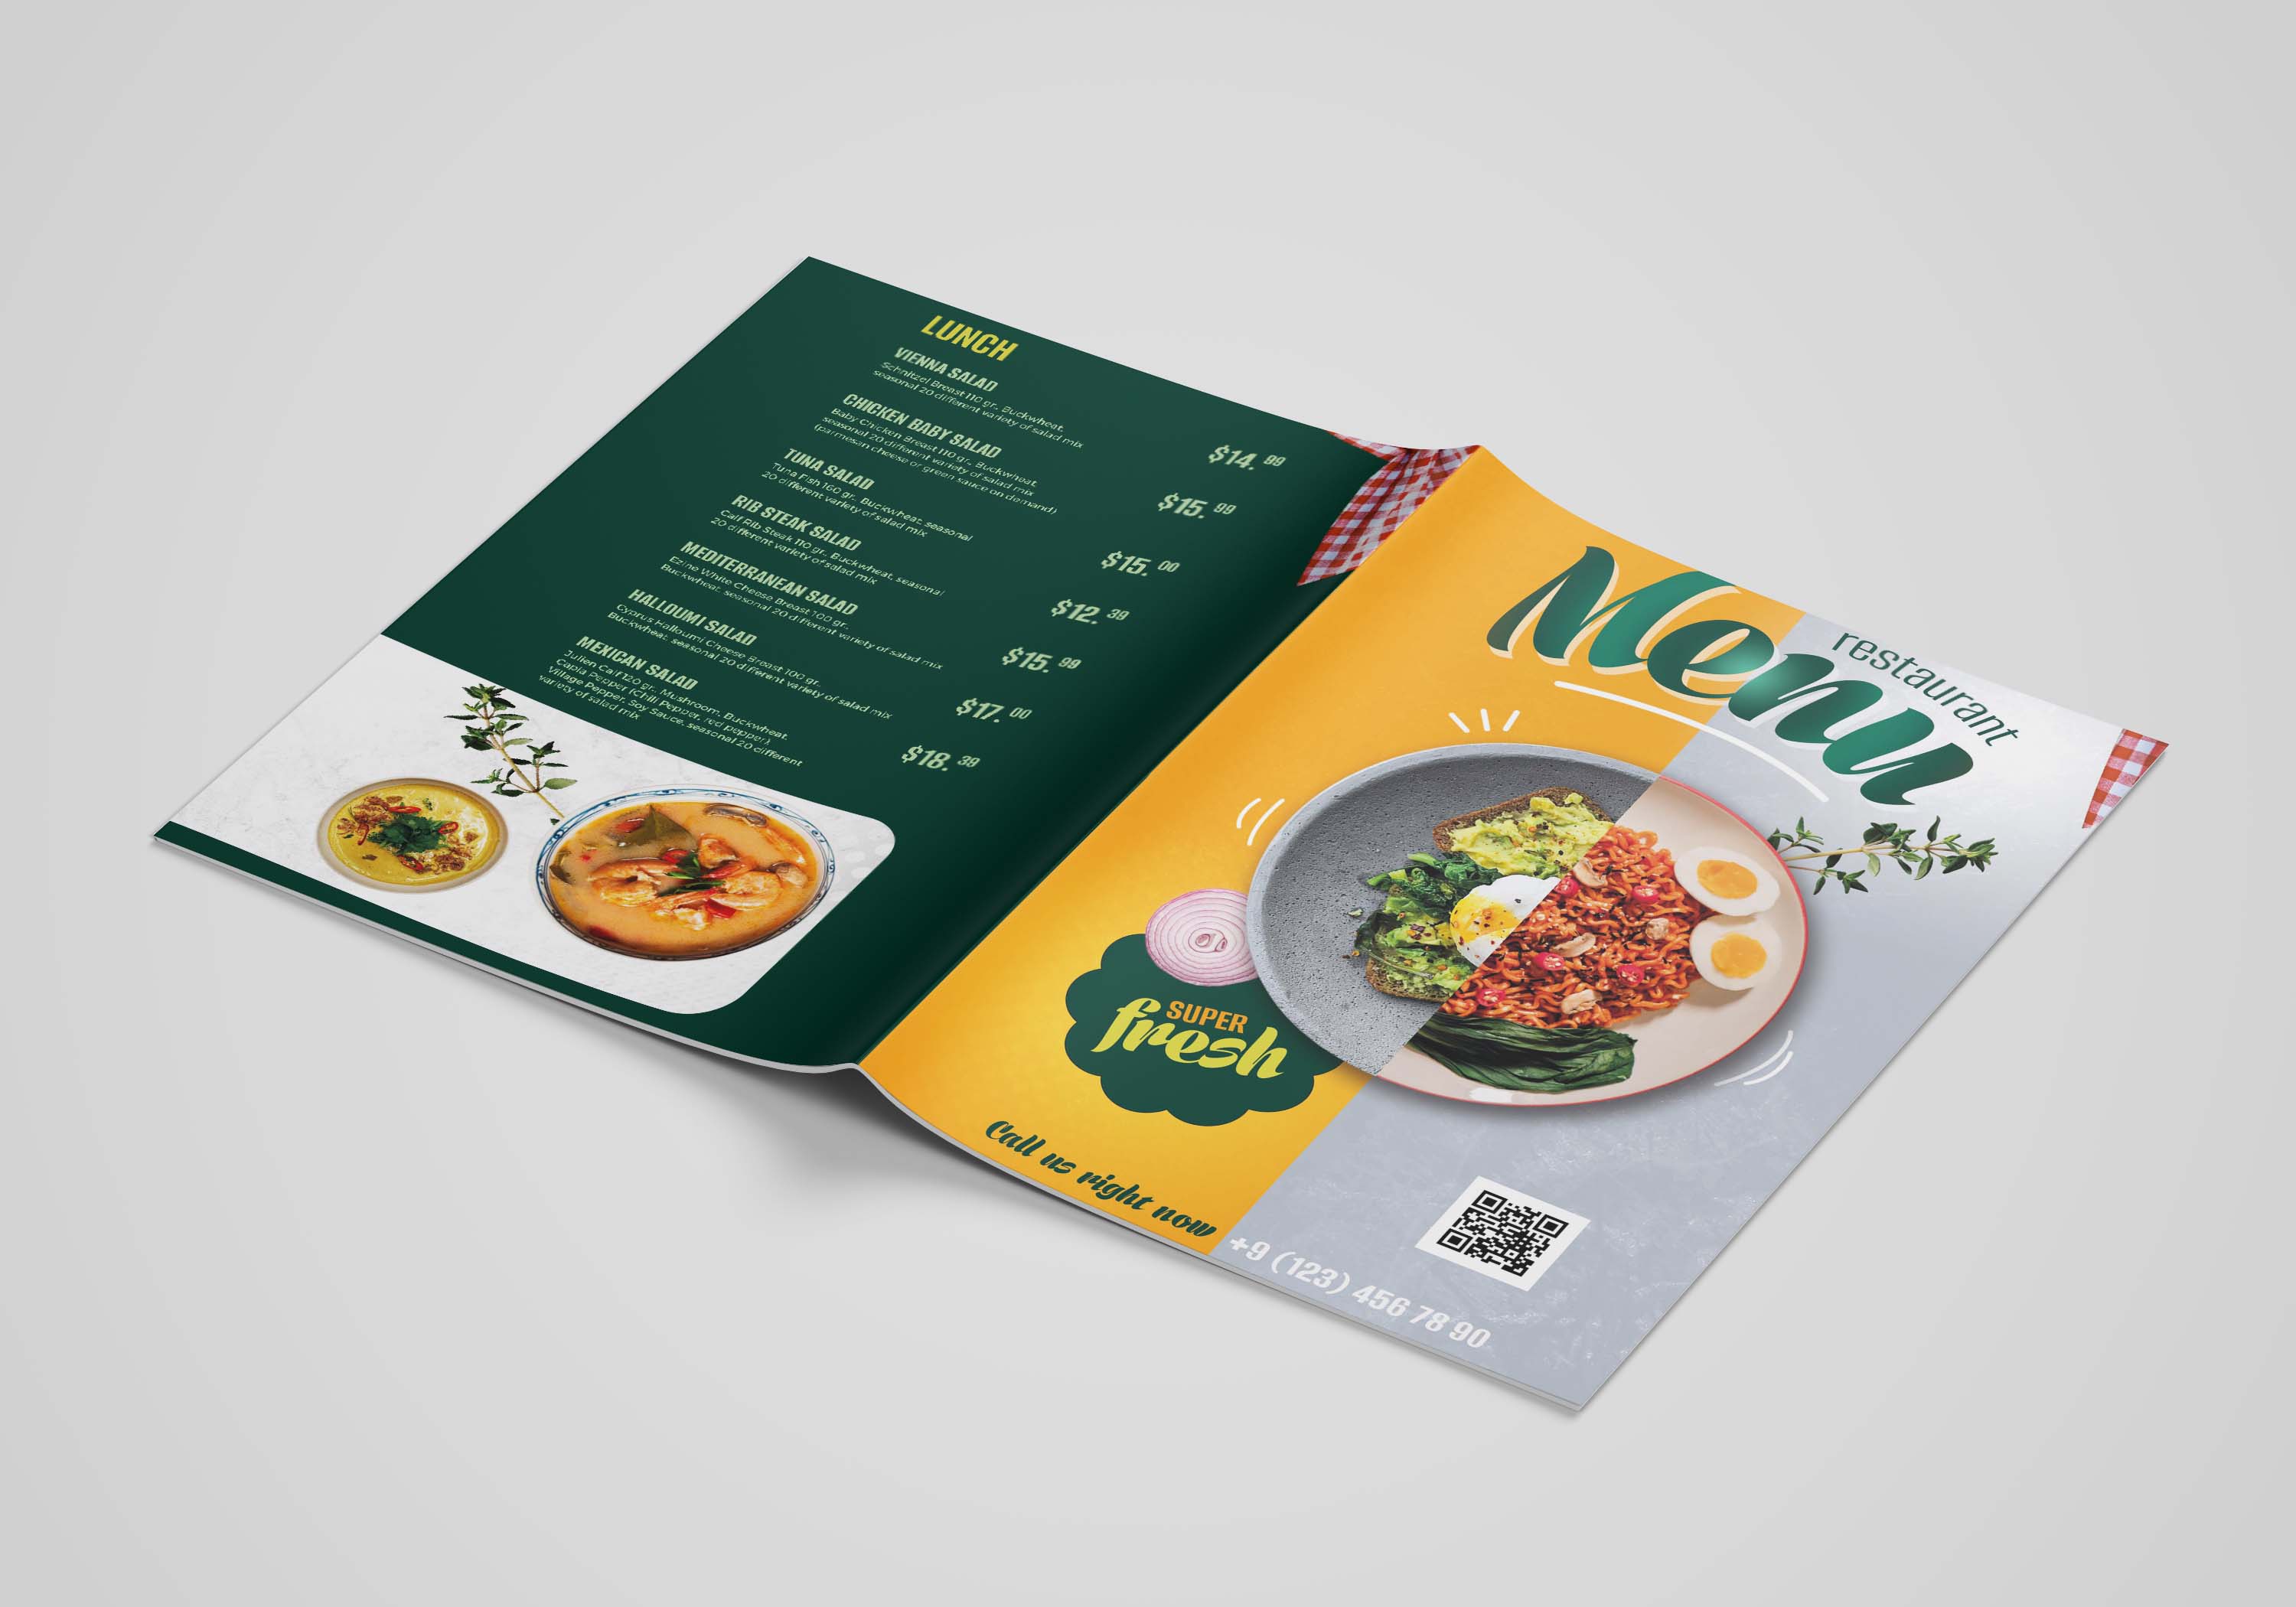 LUNCH
VIENNA SALAD
Schnitzel Breast 110 gr., Buckwheat,
seasonal 20 different variety of salad mix
$14. 99
CHICKEN BABY SALAD
Baby Chicken Breast 110 gr., Buckwheat,
seasonal 20 different variety of salad mix
(parmesan cheese or green sauce on demand)
$15. 99
TUNA SALAD
Tuna Fish 160 gr., Buckwheat, seasonal
20 different variety of salad mix
$15. 00
RIB STEAK SALAD
Calf Rib Steak 110 gr., Buckwheat, seasonal
20 different variety of salad mix
$12. 39
MEDITERRANEAN SALAD
Ezine White Cheese Breast 100 gr.,
Buckwheat, seasonal 20 different variety of salad mix
$15. 99
HALLOUMI SALAD
Cyprus Halloumi Cheese Breast 100 gr.,
Buckwheat, seasonal 20 different variety of salad mix
$17. 00
MEXICAN SALAD
Julien Calf 120 gr., Mushroom, Buckwheat,
Capia Pepper (Chili Pepper, red pepper),
Village Pepper, Soy Sauce, seasonal 20 different
variety of salad mix
$18. 39
restaurant
Menu
SUPER
fresh
Call us right now
+9 (123) 456 78 90